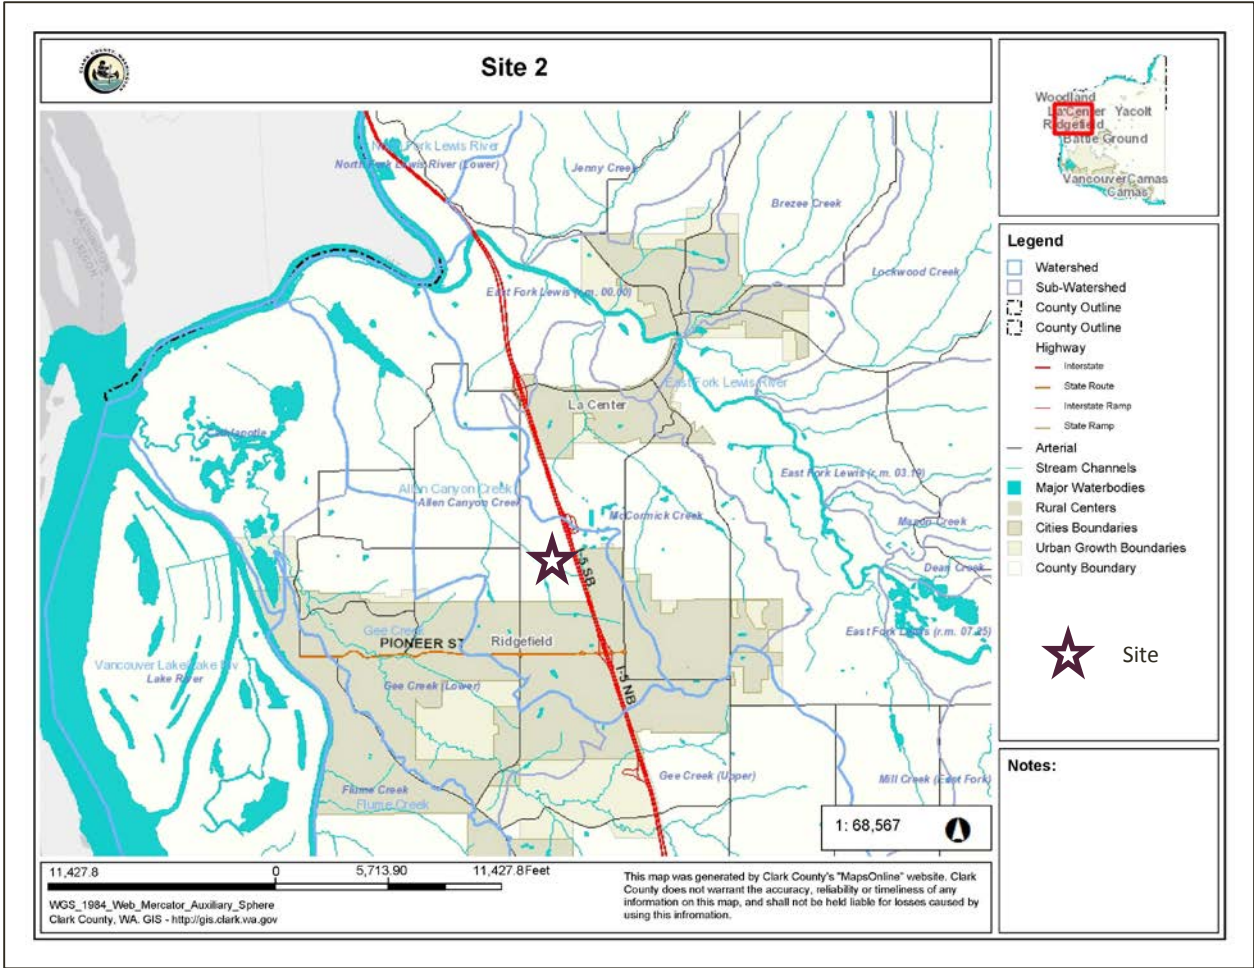 Site 2
CLARK COUNTY, WASHINGTON
Woodland
La Center Yacolt
Ridgefield
Battle Ground
Vancouver Camas
Camas
North Fork Lewis River
North Fork Lewis River (Lower)
Jenny Creek
Brezee Creek
Lockwood Creek
WASHINGTON
OREGON
East Fork Lewis (r.m. 00.00)
East Fork Lewis River
La Center
Cathlapotle
East Fork Lewis (r.m. 03.19)
Allen Canyon Creek
Allen Canyon Creek
McCormick Creek
Mason Creek
I-5 SB
Dean Creek
Gee Creek
PIONEER ST
Ridgefield
East Fork Lewis (r.m. 07.25)
Vancouver Lake/Lake Riv
Lake River
Gee Creek (Lower)
I-5 NB
Gee Creek (Upper)
Mill Creek (East Fork)
Flume Creek
Flume Creek
1: 68,567
Legend
Watershed
Sub-Watershed
County Outline
County Outline
Highway
Interstate
State Route
Interstate Ramp
State Ramp
Arterial
Stream Channels
Major Waterbodies
Rural Centers
Cities Boundaries
Urban Growth Boundaries
County Boundary
Site
Notes:
11,427.8 0 5,713.90 11,427.8 Feet
WGS_1984_Web_Mercator_Auxiliary_Sphere
Clark County, WA. GIS - http://gis.clark.wa.gov
This map was generated by Clark County's "MapsOnline" website. Clark
County does not warrant the accuracy, reliability or timeliness of any
information on this map, and shall not be held liable for losses caused by
using this infromation.